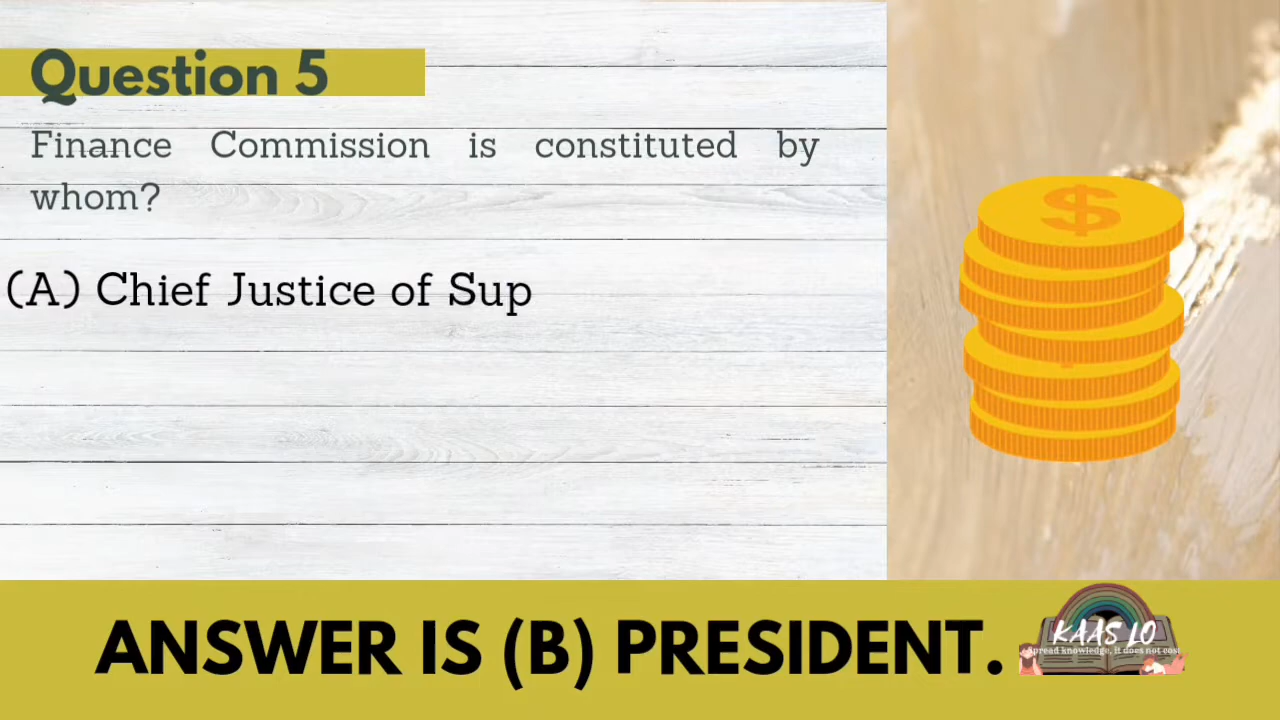 Question 5
Finance Commission is constituted by
whom?
(A) Chief Justice of Sup
$
ANSWER IS (B) PRESIDENT.
KAAS LO
Spread knowledge, it does not cost